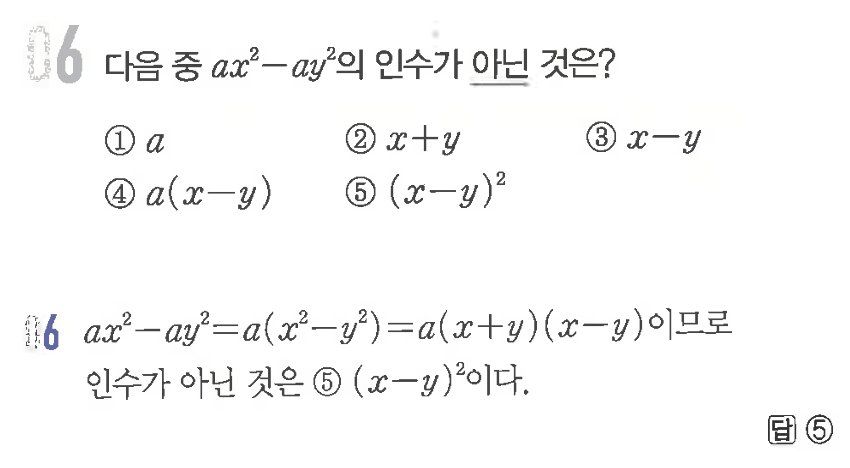 06 다음 중 ax²-ay²의 인수가 아닌 것은?
① a ② x+y ③ x-y
④ a(x-y) ⑤ (x-y)²
06 ax²-ay²=a(x²-y²)=a(x+y)(x-y)이므로
인수가 아닌 것은 ⑤ (x-y)²이다.
답 ⑤